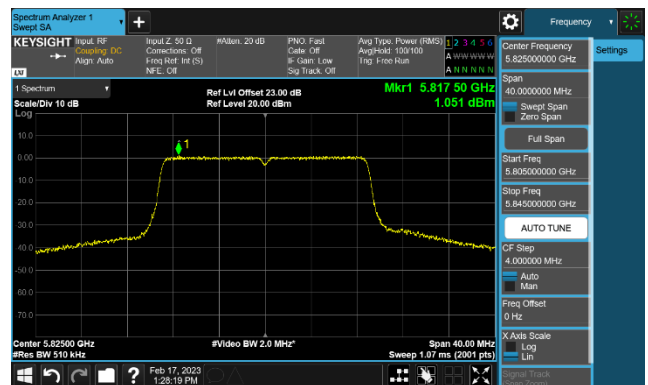 Spectrum Analyzer 1
Swept SA
Frequency
KEYSIGHT
Input: RF
Coupling: DC
Align: Auto
Input Z: 50 Ω
Corrections: Off
Freq Ref: Int (S)
NFE: Off
#Atten: 20 dB
PNO: Fast
Gate: Off
IF Gain: Low
Sig Track: Off
Avg Type: Power (RMS)
Avg|Hold: 100/100
Trig: Free Run
1 2 3 4 5 6
A W W W W W
A N N N N N
LXI
1 Spectrum
Scale/Div 10 dB
Log
Ref Lvl Offset 23.00 dB
Ref Level 20.00 dBm
Mkr1 5.817 50 GHz
1.051 dBm
1
10.0
0.00
10.0
20.0
30.0
40.0
-50.0
60.0
70.0
Center 5.82500 GHz
#Res BW 510 kHz
#Video BW 2.0 MHz*
Span 40.00 MHz
Sweep 1.07 ms (2001 pts)
Feb 17, 2023
1:28:19 PM
?
Center Frequency
5.825000000 GHz
Settings
Span
40.0000000 MHz
Swept Span
Zero Span
Full Span
Start Freq
5.805000000 GHz
Stop Freq
5.845000000 GHz
AUTO TUNE
CF Step
4.000000 MHz
Auto
Man
Freq Offset
0 Hz
X Axis Scale
Log
Lin
Signal Track
(Span Zoom)